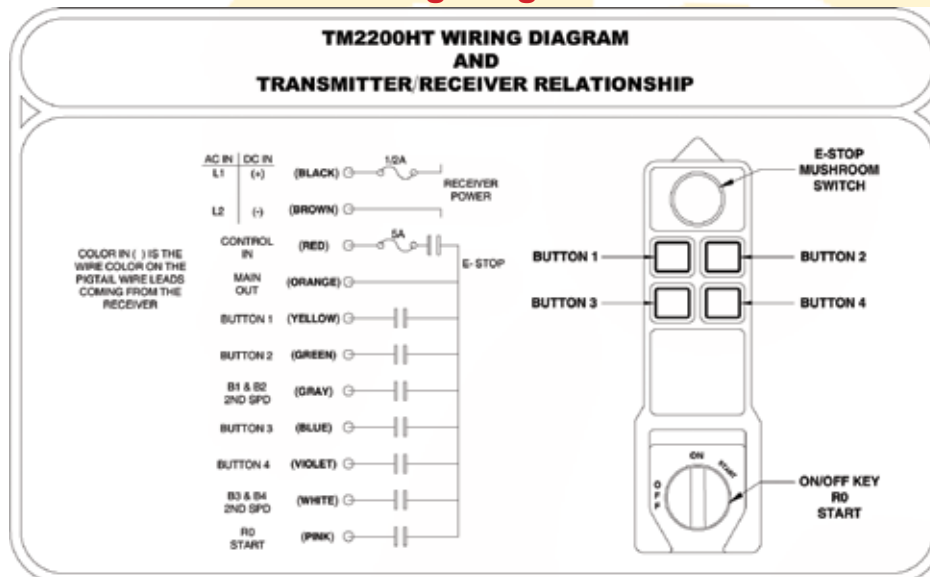 TM2200HT WIRING DIAGRAM
AND
TRANSMITTER/RECEIVER RELATIONSHIP
AC IN DC IN
L1 (+) (BLACK) 1/2A
RECEIVER
POWER
L2 (-) (BROWN)
CONTROL
IN
(RED) 5A
E- STOP
MAIN
OUT
(ORANGE)
BUTTON 1 (YELLOW)
BUTTON 2 (GREEN)
B1 & B2
2ND SPD
(GRAY)
BUTTON 3 (BLUE)
BUTTON 4 (VIOLET)
B3 & B4
2ND SPD
(WHITE)
R0
START
(PINK)
COLOR IN ( ) IS THE
WIRE COLOR ON THE
PIGTAIL WIRE LEADS
COMING FROM THE
RECEIVER
E-STOP
MUSHROOM
SWITCH
BUTTON 1
BUTTON 2
BUTTON 3
BUTTON 4
ON
START
OFF
ON/OFF KEY
R0
START